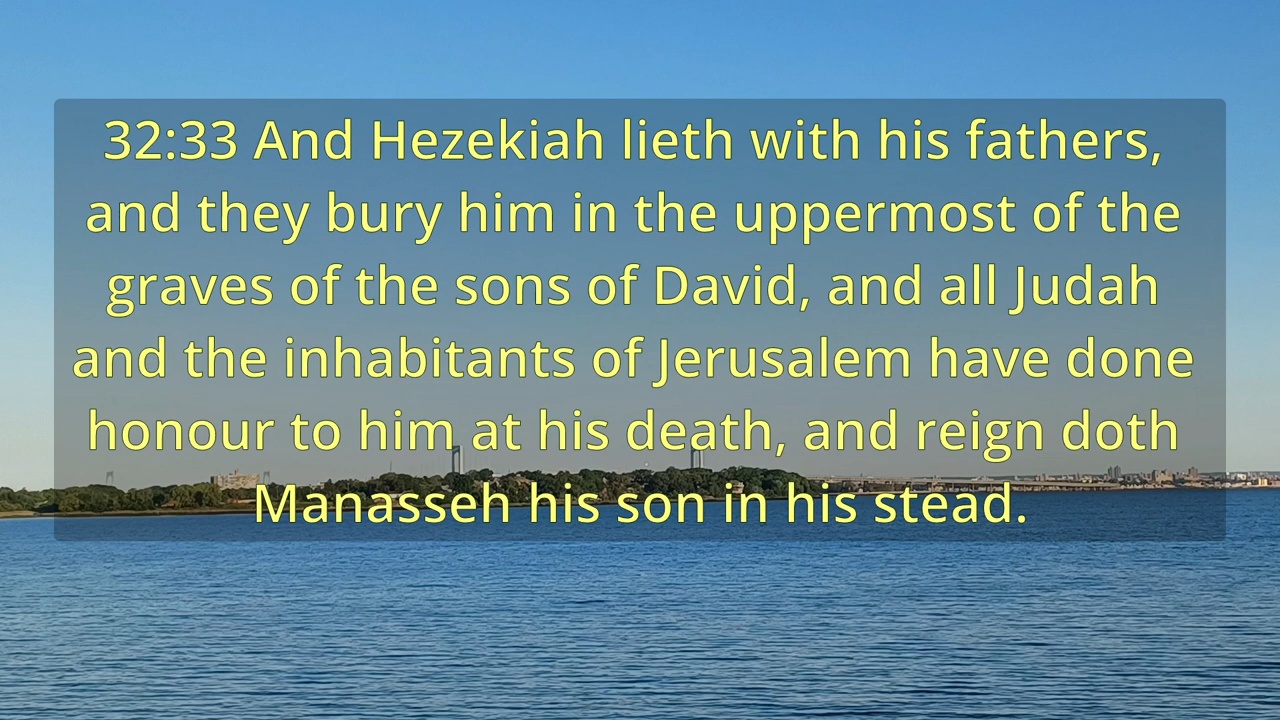 32:33 And Hezekiah lieth with his fathers,
and they bury him in the uppermost of the
graves of the sons of David, and all Judah
and the inhabitants of Jerusalem have done
honour to him at his death, and reign doth
Manasseh his son in his stead.